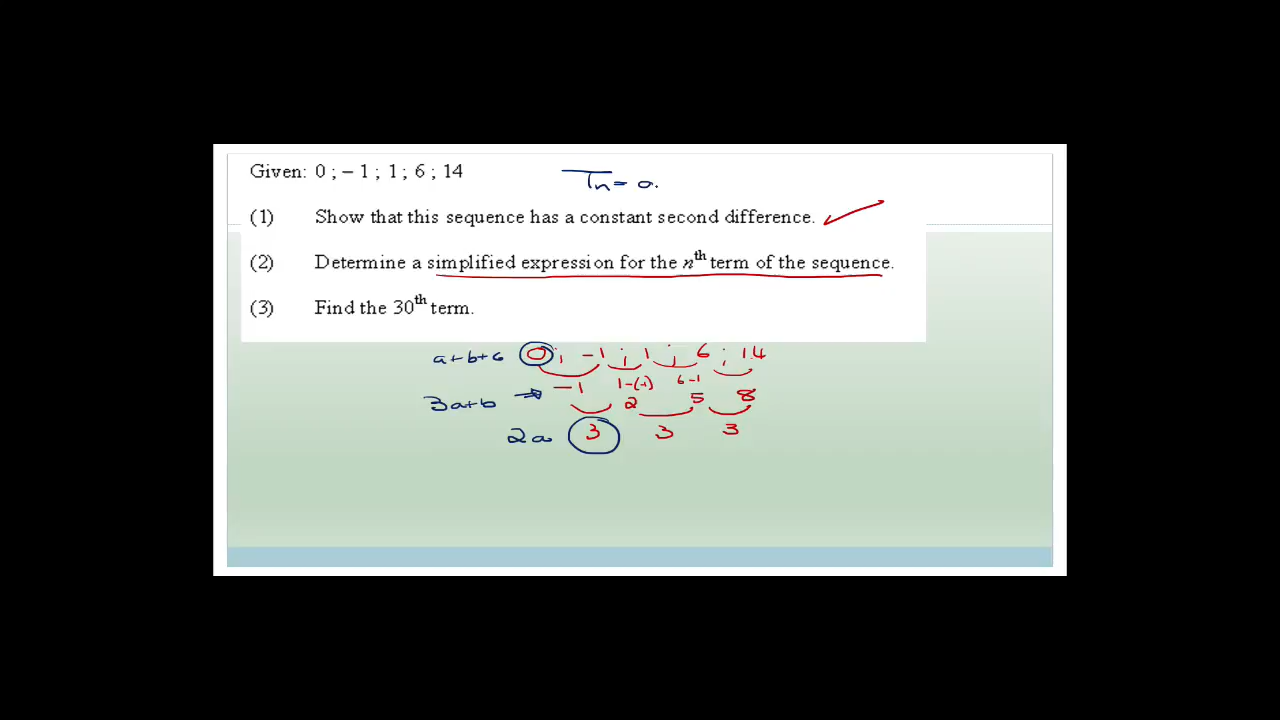 Given: 0 ; – 1 ; 1 ; 6 ; 14
Tn = a.
(1) Show that this sequence has a constant second difference.
(2) Determine a simplified expression for the nth term of the sequence.
(3) Find the 30th term.
a+b+c 0 ; -1 ; 1 ; 6 ; 14
-1 1-(-1) 6-1
3a+b → 2 5 8
2a 3 3 3